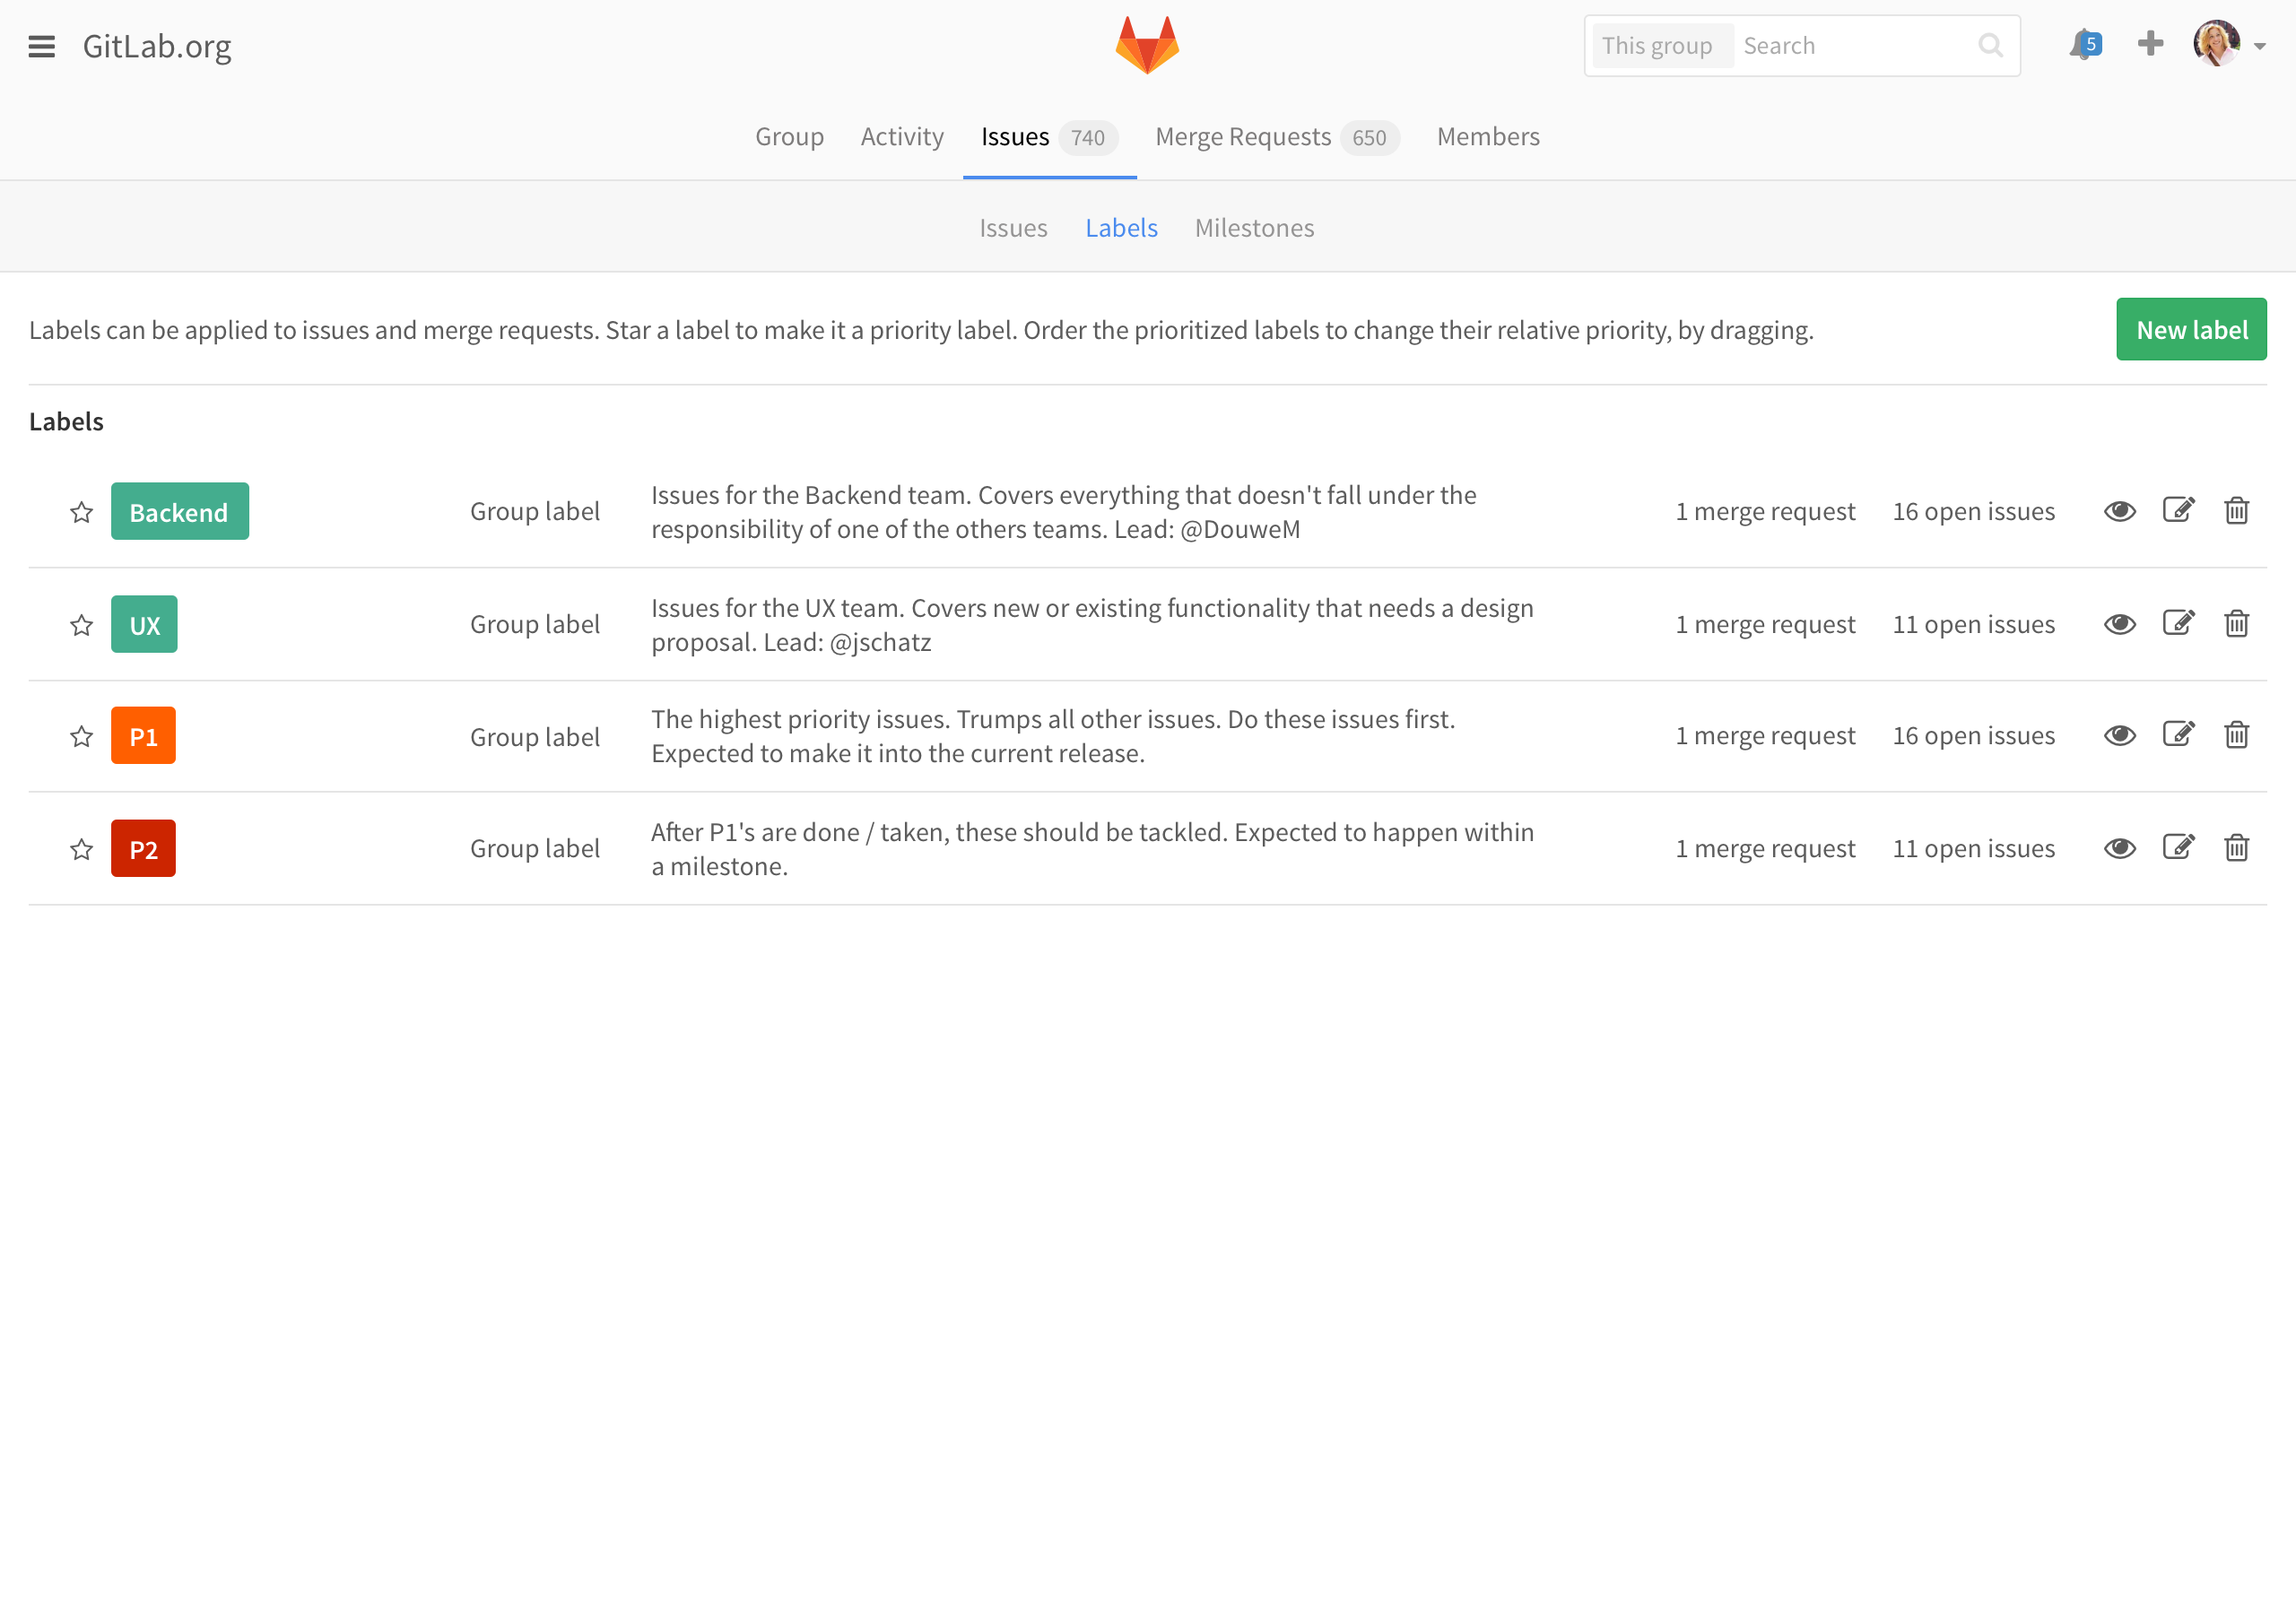 GitLab.org
This group Search
5
Group Activity Issues 740 Merge Requests 650 Members
Issues Labels Milestones
Labels can be applied to issues and merge requests. Star a label to make it a priority label. Order the prioritized labels to change their relative priority, by dragging.
New label
Labels
Backend
Group label
Issues for the Backend team. Covers everything that doesn't fall under the
responsibility of one of the others teams. Lead: @DouweM
1 merge request
16 open issues
UX
Group label
Issues for the UX team. Covers new or existing functionality that needs a design
proposal. Lead: @jschatz
1 merge request
11 open issues
P1
Group label
The highest priority issues. Trumps all other issues. Do these issues first.
Expected to make it into the current release.
1 merge request
16 open issues
P2
Group label
After P1's are done / taken, these should be tackled. Expected to happen within
a milestone.
1 merge request
11 open issues